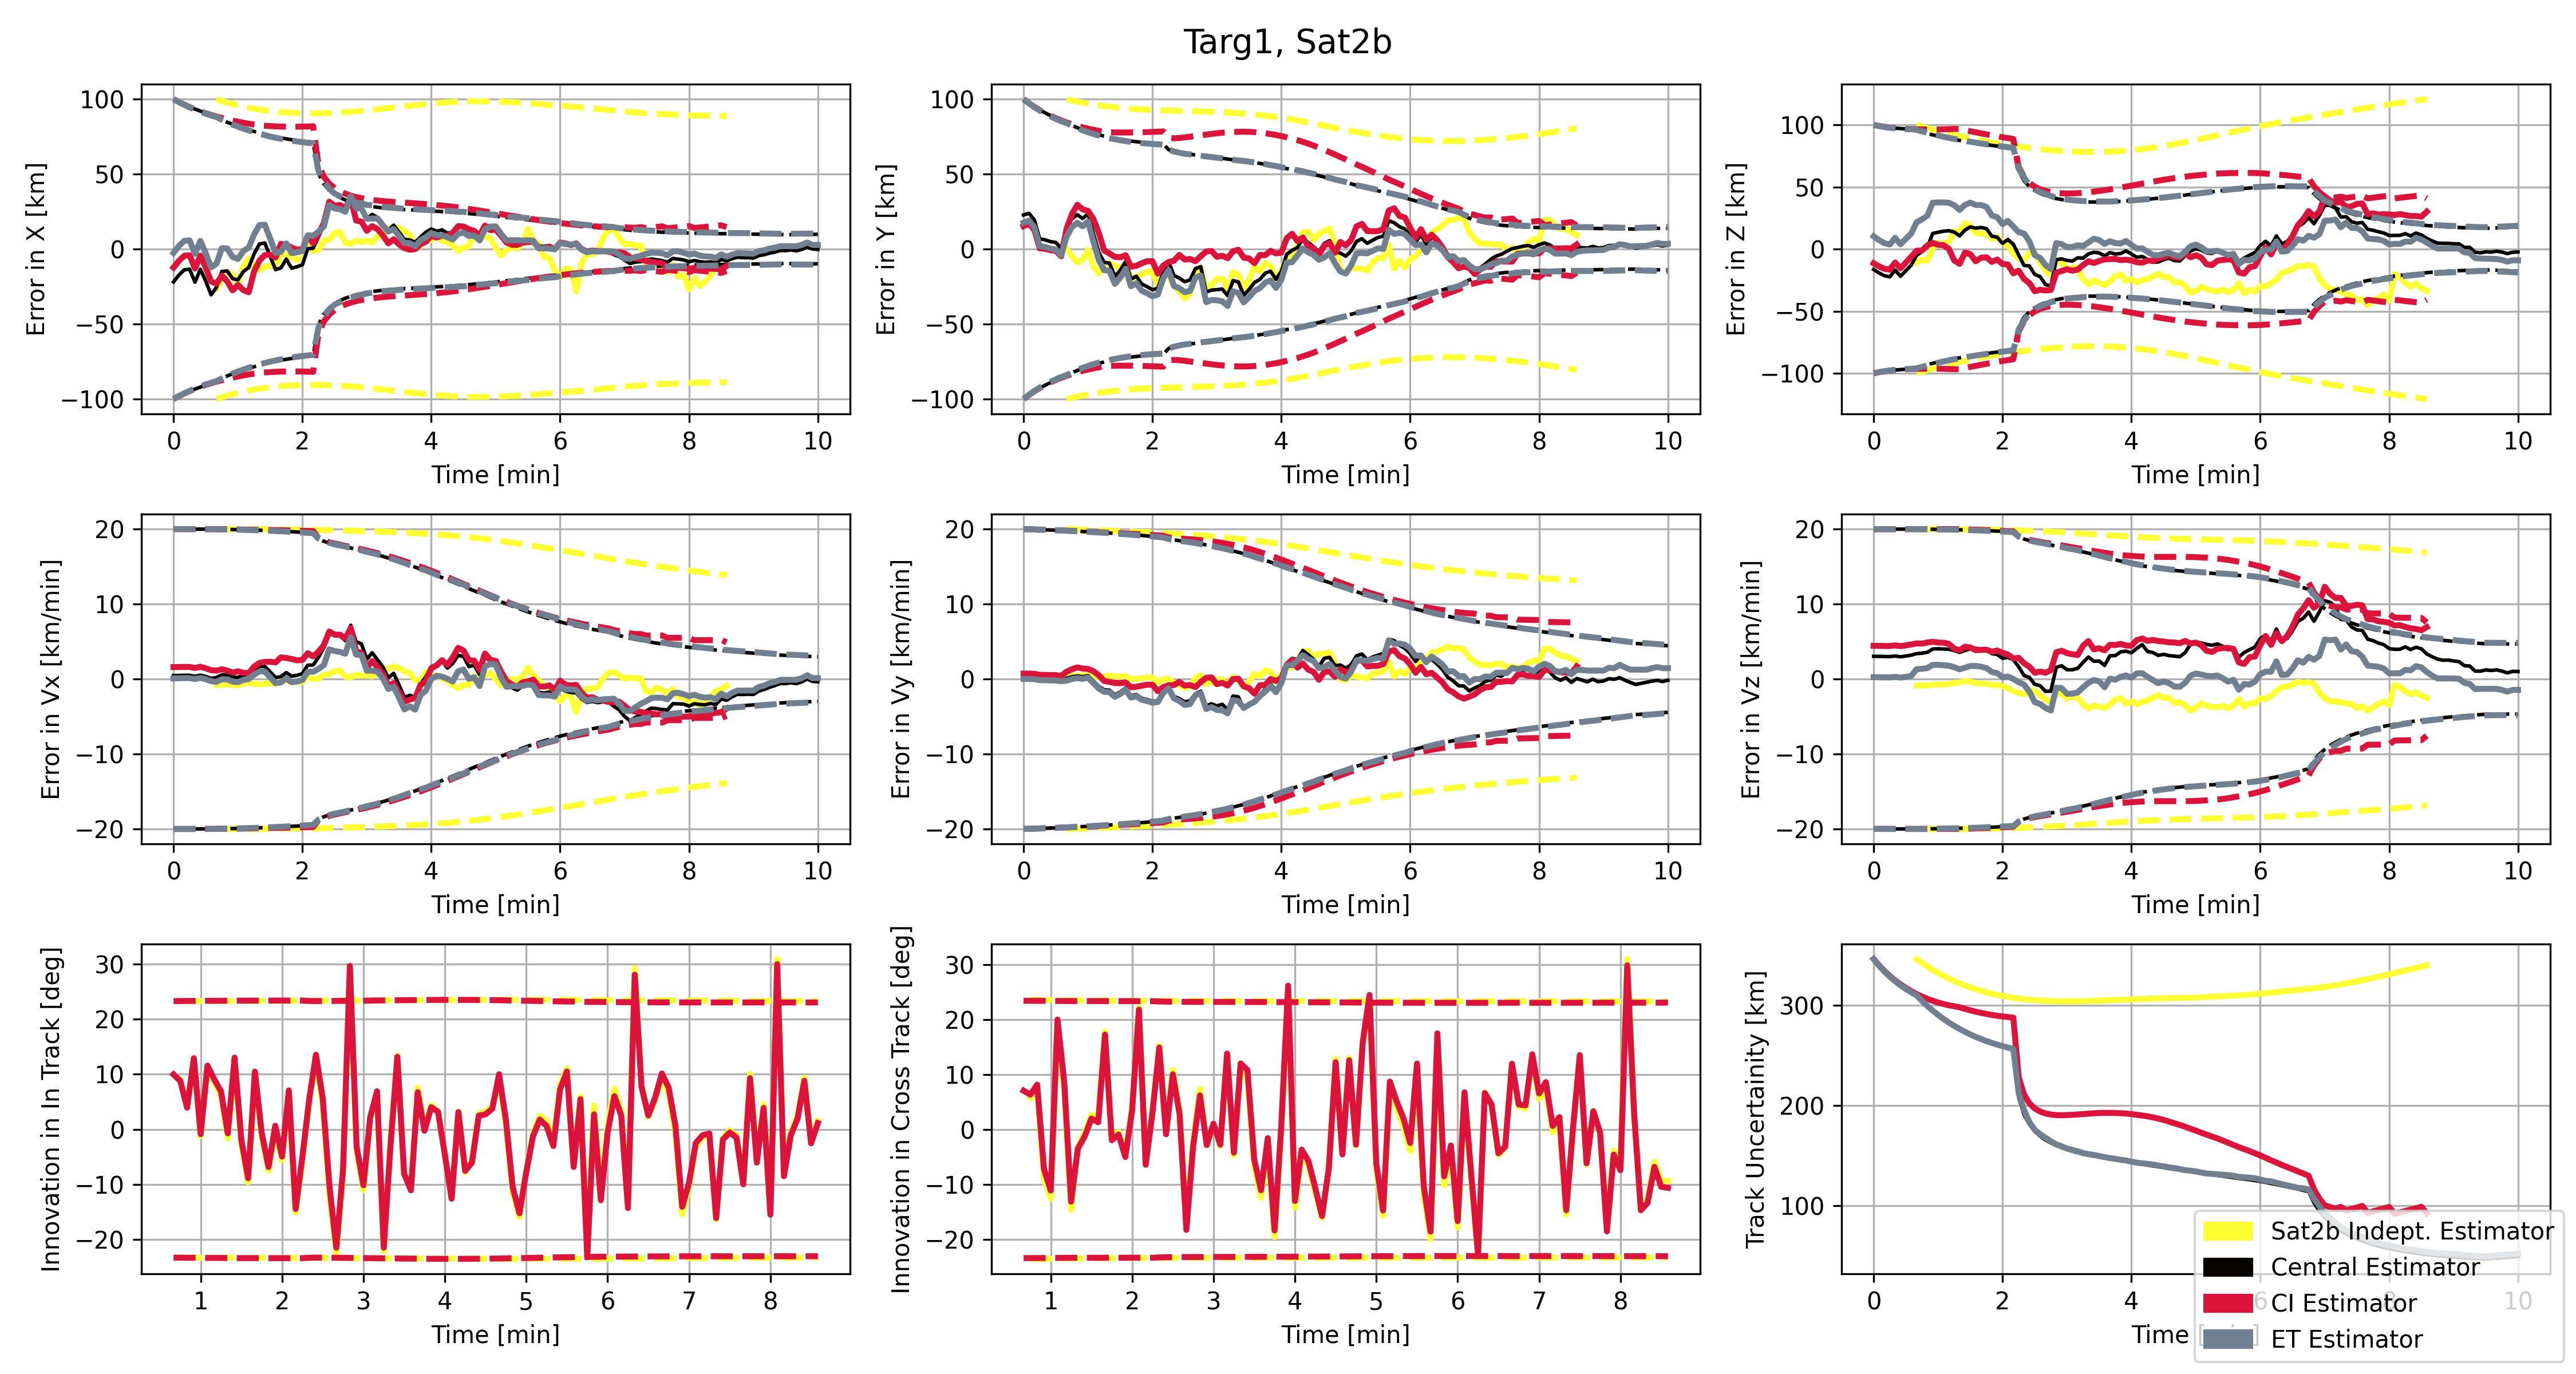 Targ1, Sat2b
Error in X [km]
100
50
0
−50
−100
0 2 4 6 8 10
Time [min]
Error in Y [km]
100
50
0
−50
−100
0 2 4 6 8 10
Time [min]
Error in Z [km]
100
50
0
−50
−100
0 2 4 6 8 10
Time [min]
Error in Vx [km/min]
20
10
0
−10
−20
0 2 4 6 8 10
Time [min]
Error in Vy [km/min]
20
10
0
−10
−20
0 2 4 6 8 10
Time [min]
Error in Vz [km/min]
20
10
0
−10
−20
0 2 4 6 8 10
Time [min]
Innovation in In Track [deg]
30
20
10
0
−10
−20
1 2 3 4 5 6 7 8
Time [min]
Innovation in Cross Track [deg]
30
20
10
0
−10
−20
1 2 3 4 5 6 7 8
Time [min]
Track Uncertainity [km]
300
200
100
0 2 4 6 8 10
Time
Sat2b Indept. Estimator
Central Estimator
CI Estimator
ET Estimator